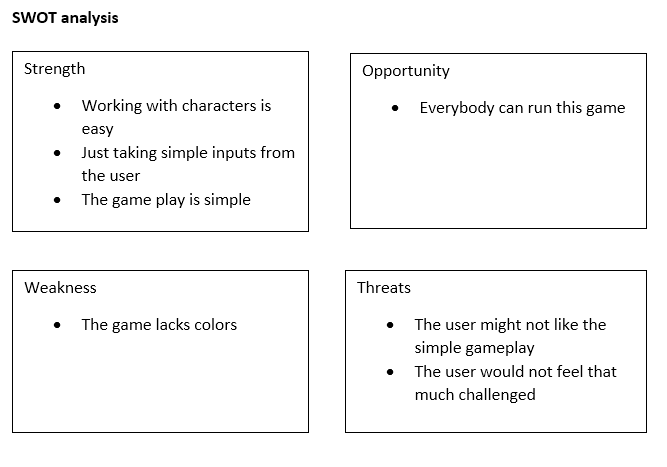 SWOT analysis
Strength
• Working with characters is
easy
• Just taking simple inputs from
the user
• The game play is simple
Opportunity
• Everybody can run this game
Weakness
• The game lacks colors
Threats
• The user might not like the
simple gameplay
• The user would not feel that
much challenged